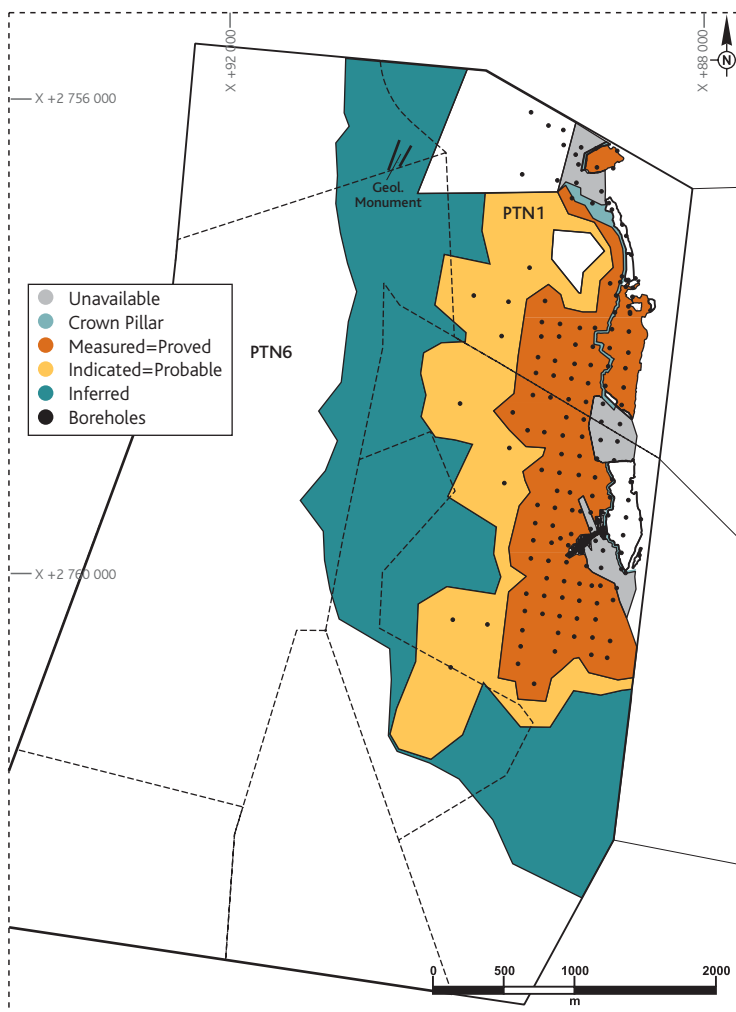 X +92 000
X +88 000
N
X +2 756 000
Geol.
Monument
PTN1
Unavailable
Crown Pillar
Measured=Proved
Indicated=Probable
Inferred
Boreholes
PTN6
X +2 760 000
0
500
1000
2000
m